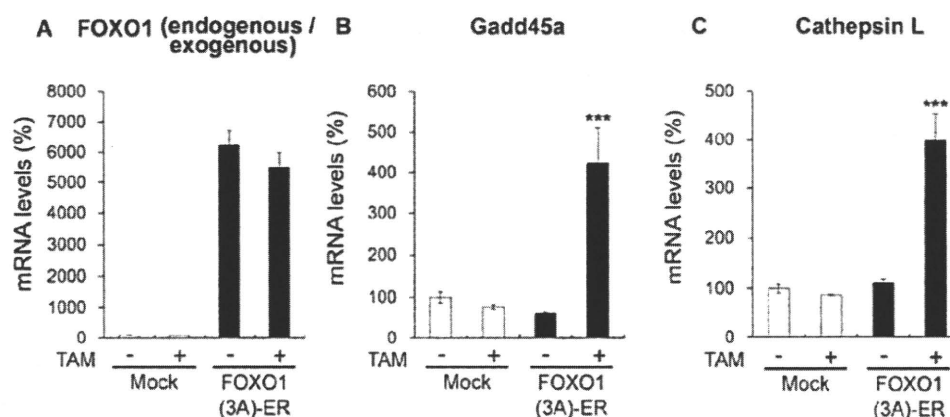 A FOXO1 (endogenous / exogenous)
mRNA levels (%)
8000
7000
6000
5000
4000
3000
2000
1000
0
TAM - + - +
Mock FOXO1 (3A)-ER
B Gadd45a
mRNA levels (%)
600
500
400
300
200
100
0
***
TAM - + - +
Mock FOXO1 (3A)-ER
C Cathepsin L
mRNA levels (%)
500
400
300
200
100
0
***
TAM - + - +
Mock FOXO1 (3A)-ER